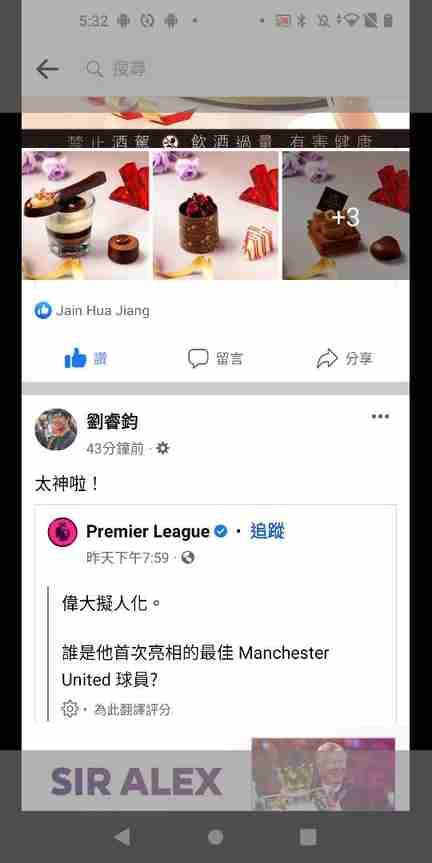 5:32
搜尋
禁止酒駕 飲酒過量 有害健康
+3
Jain Hua Jiang
讚 留言 分享
劉睿鈞
43分鐘前 ·
太神啦！
Premier League · 追蹤
昨天下午7:59 ·
偉大擬人化。
誰是他首次亮相的最佳 Manchester
United 球員?
· 為此翻譯評分
SIR ALEX